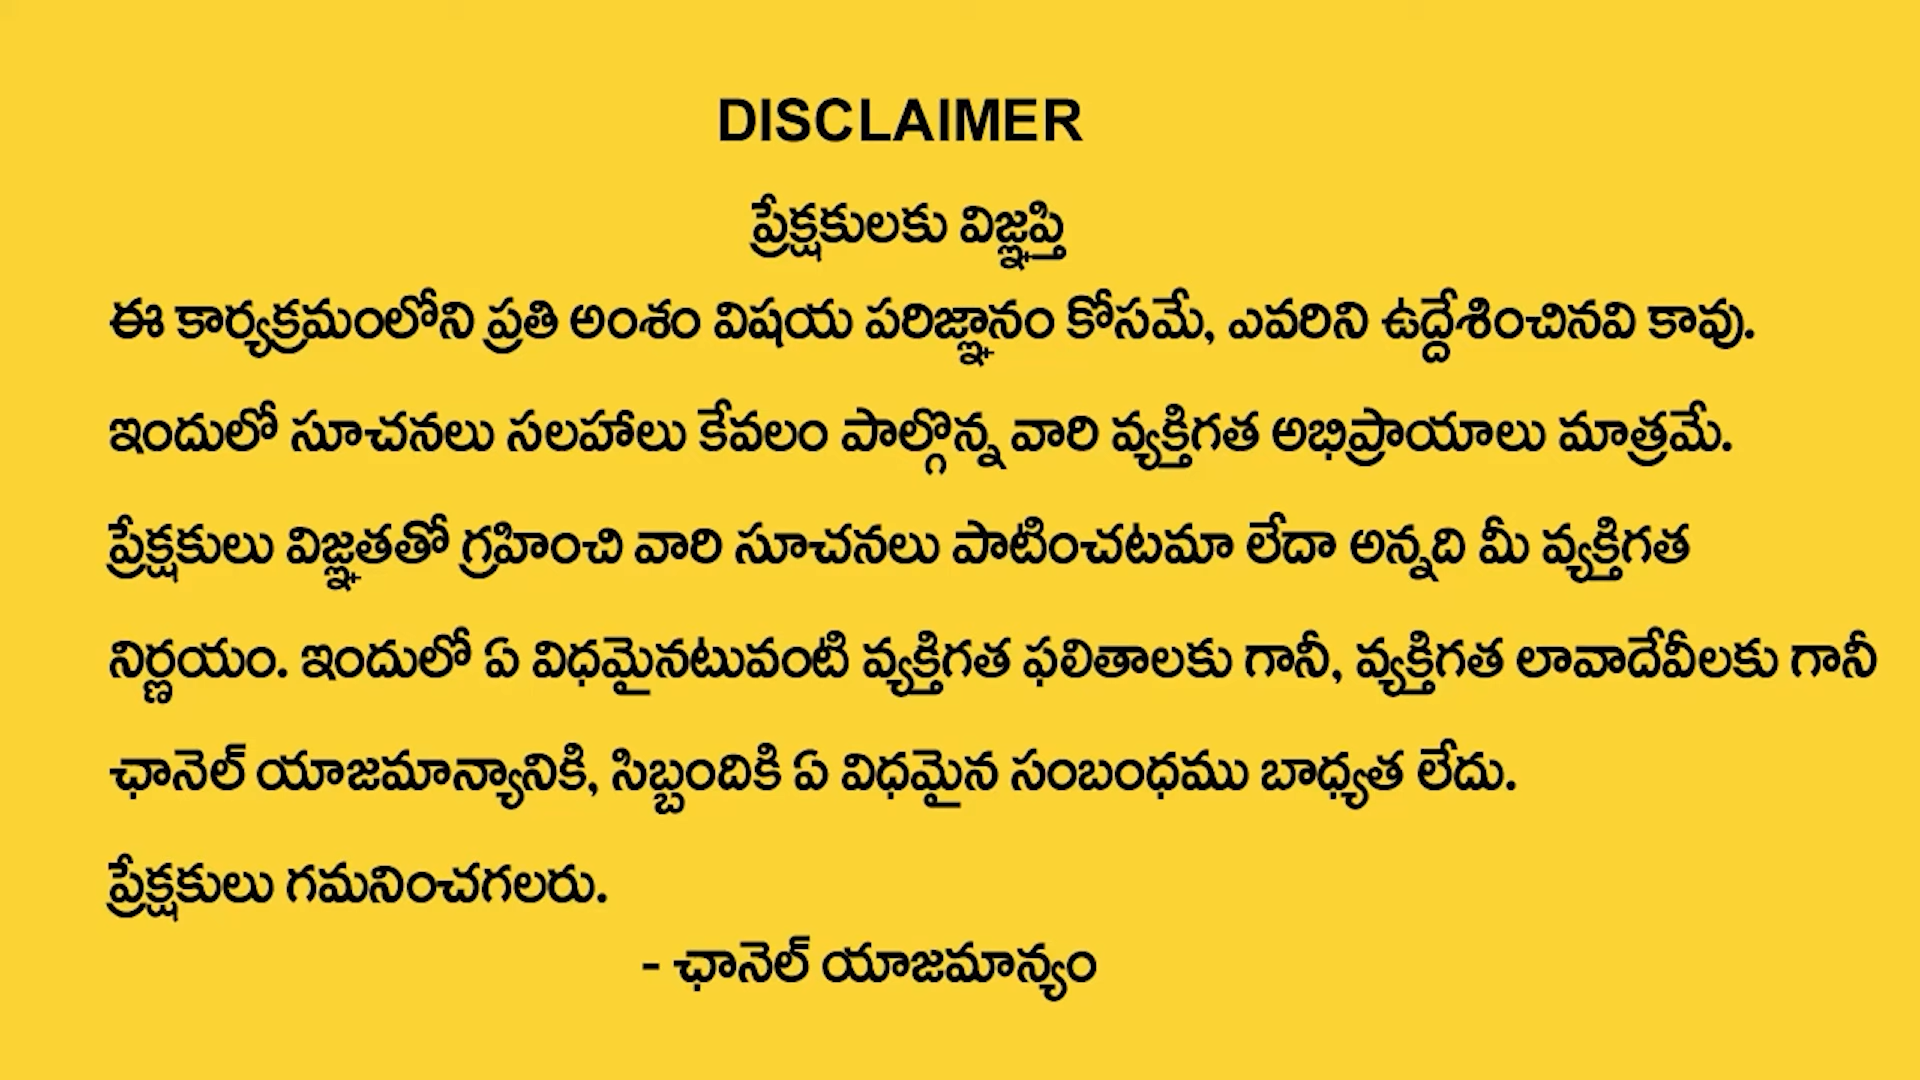 DISCLAIMER
ప్రేక్షకులకు విజ్ఞప్తి
ఈ కార్యక్రమంలోని ప్రతి అంశం విషయ పరిజ్ఞానం కోసమే, ఎవరిని ఉద్దేశించినవి కావు.
ఇందులో సూచనలు సలహాలు కేవలం పాల్గొన్న వారి వ్యక్తిగత అభిప్రాయాలు మాత్రమే.
ప్రేక్షకులు విజ్ఞతతో గ్రహించి వారి సూచనలు పాటించటమా లేదా అన్నది మీ వ్యక్తిగత
నిర్ణయం. ఇందులో ఏ విధమైనటువంటి వ్యక్తిగత ఫలితాలకు గానీ, వ్యక్తిగత లావాదేవీలకు గానీ
ఛానెల్ యాజమాన్యానికి, సిబ్బందికి ఏ విధమైన సంబంధము బాధ్యత లేదు.
ప్రేక్షకులు గమనించగలరు.
- ఛానెల్ యాజమాన్యం